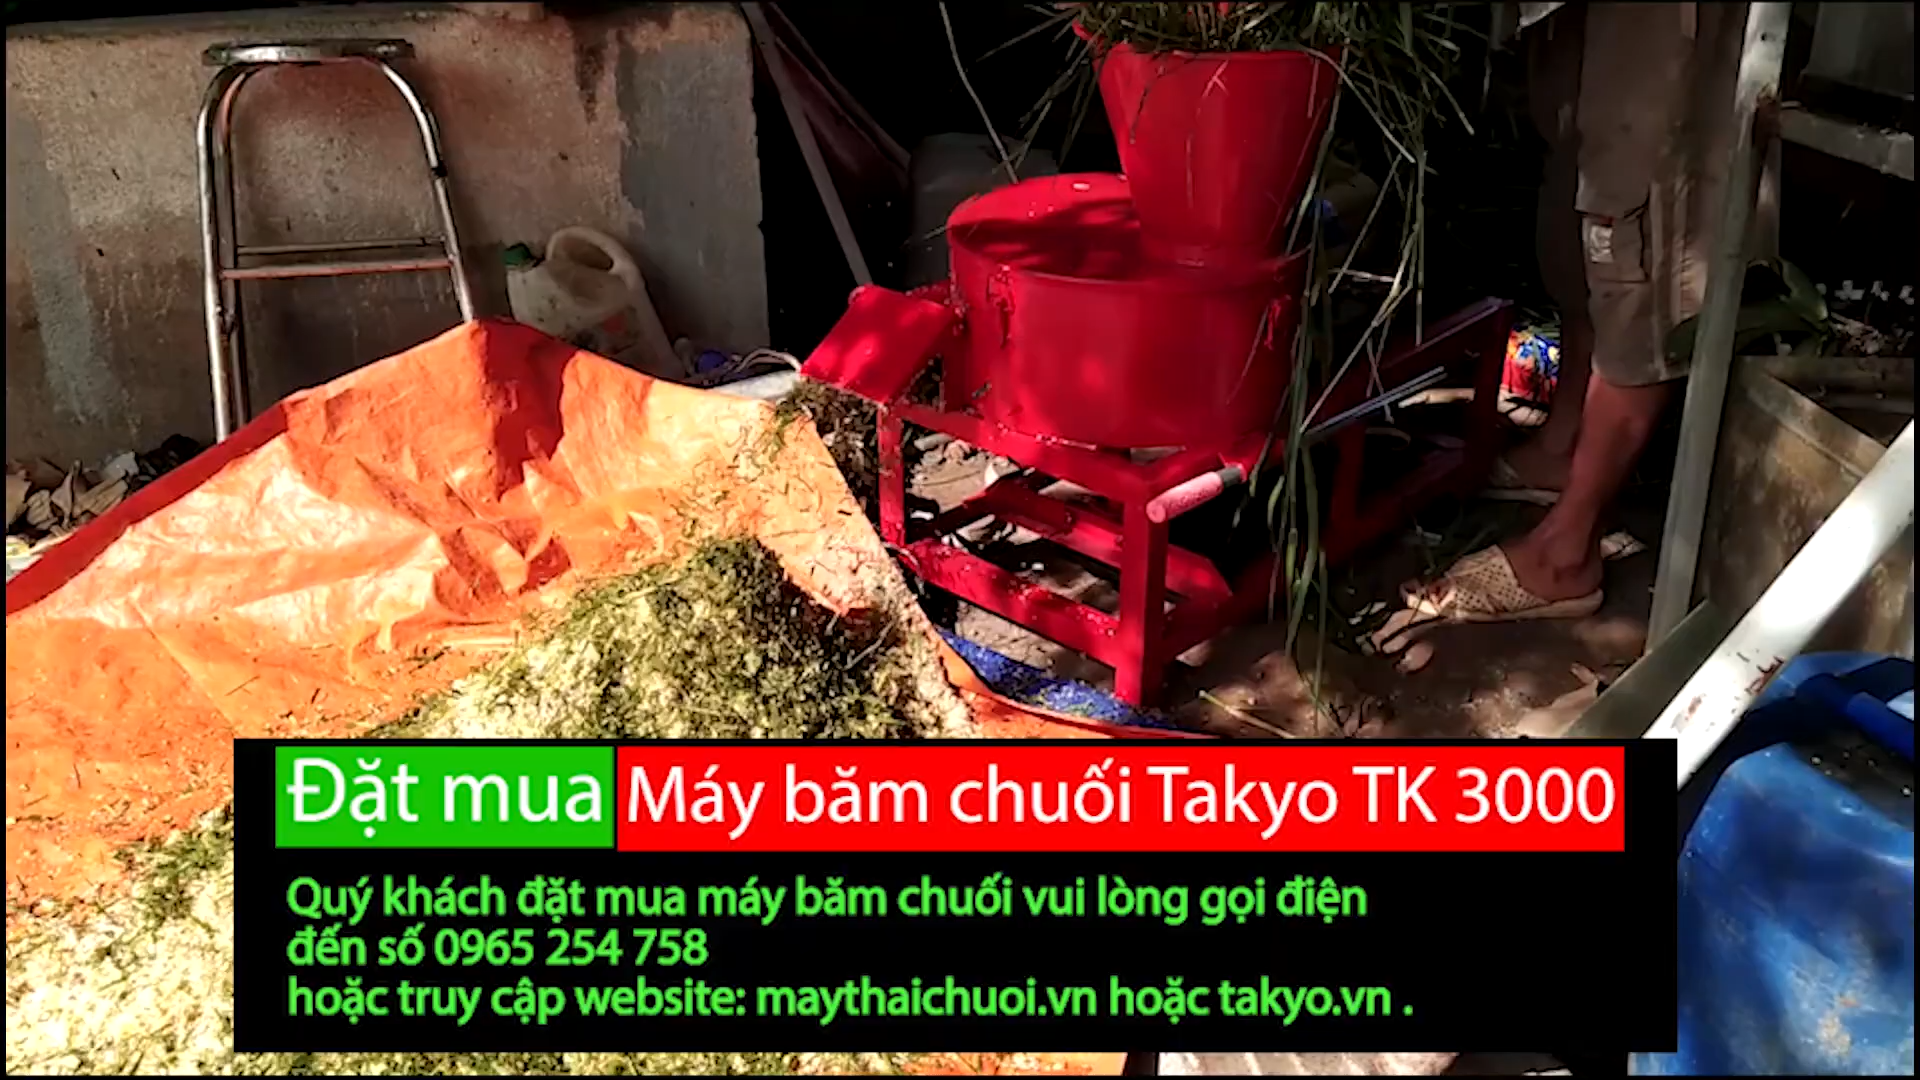 Đặt mua Máy băm chuối Takyo TK 3000
Quý khách đặt mua máy băm chuối vui lòng gọi điện
đến số 0965 254 758
hoặc truy cập website: maythaichuoi.vn hoặc takyo.vn .